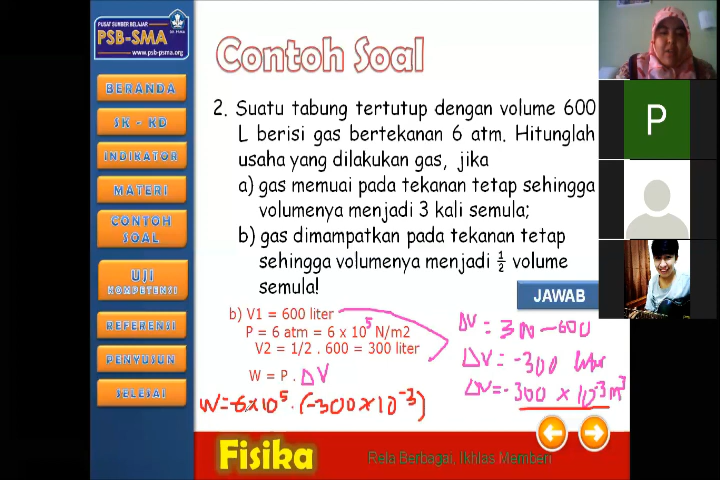 PUSAT SUMBER BELAJAR
PSB-SMA
www.psb-psma.org
BERANDA
SK - KD
INDIKATOR
MATERI
CONTOH
SOAL
UJI
KOMPETENSI
REFERENSI
PENYUSUN
SELESAI
Contoh Soal
2. Suatu tabung tertutup dengan volume 600
L berisi gas bertekanan 6 atm. Hitunglah
usaha yang dilakukan gas, jika
a) gas memuai pada tekanan tetap sehingga
volumenya menjadi 3 kali semula;
b) gas dimampatkan pada tekanan tetap
sehingga volumenya menjadi ½ volume
semula!
JAWAB
b) V1 = 600 liter
P = 6 atm = 6 x 10⁵ N/m2
V2 = 1/2 . 600 = 300 liter
W = P . ΔV
W = 6 x 10⁵ . (-300 x 10⁻³)
ΔV = 300 - 600
ΔV = -300 liter
ΔV = -300 x 10⁻³ m³
Fisika
Rela Berbagai, Ikhlas Memberi
P